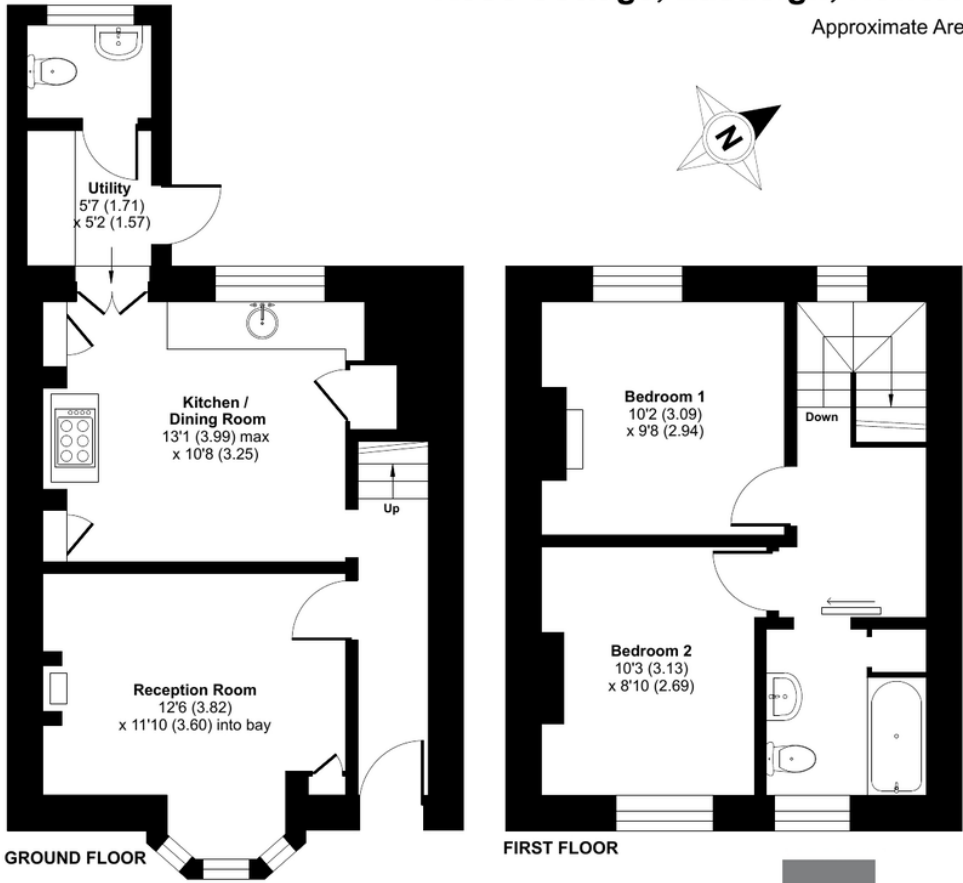 Approximate Are
N
Utility
5'7 (1.71)
x 5'2 (1.57)
Kitchen /
Dining Room
13'1 (3.99) max
x 10'8 (3.25)
Up
Reception Room
12'6 (3.82)
x 11'10 (3.60) into bay
GROUND FLOOR
Bedroom 1
10'2 (3.09)
x 9'8 (2.94)
Down
Bedroom 2
10'3 (3.13)
x 8'10 (2.69)
FIRST FLOOR